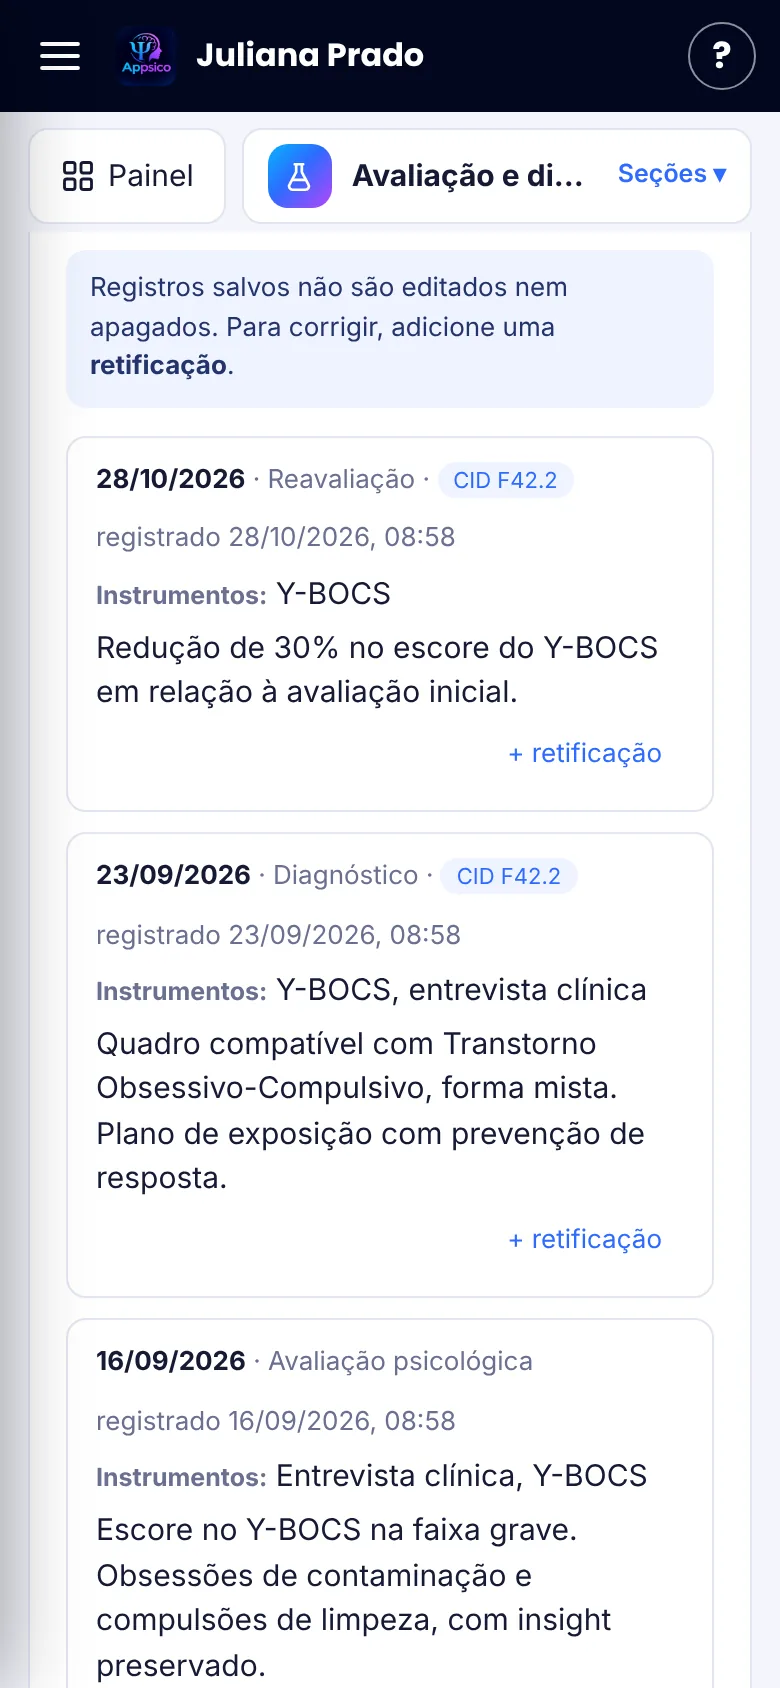 Appsico
Juliana Prado
?
Painel
Avaliação e di...
Seções ▾
Registros salvos não são editados nem
apagados. Para corrigir, adicione uma
retificação.
28/10/2026 · Reavaliação · CID F42.2
registrado 28/10/2026, 08:58
Instrumentos: Y-BOCS
Redução de 30% no escore do Y-BOCS
em relação à avaliação inicial.
+ retificação
23/09/2026 · Diagnóstico · CID F42.2
registrado 23/09/2026, 08:58
Instrumentos: Y-BOCS, entrevista clínica
Quadro compatível com Transtorno
Obsessivo-Compulsivo, forma mista.
Plano de exposição com prevenção de
resposta.
+ retificação
16/09/2026 · Avaliação psicológica
registrado 16/09/2026, 08:58
Instrumentos: Entrevista clínica, Y-BOCS
Escore no Y-BOCS na faixa grave.
Obsessões de contaminação e
compulsões de limpeza, com insight
preservado.